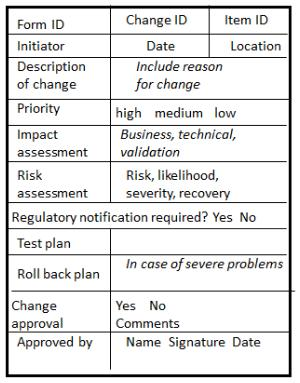 Form ID Change ID Item ID
Initiator Date Location
Description of change Include reason for change
Priority high medium low
Impact assessment Business, technical, validation
Risk assessment Risk, likelihood, severity, recovery
Regulatory notification required? Yes No
Test plan
Roll back plan In case of severe problems
Change approval Yes No Comments
Approved by Name Signature Date